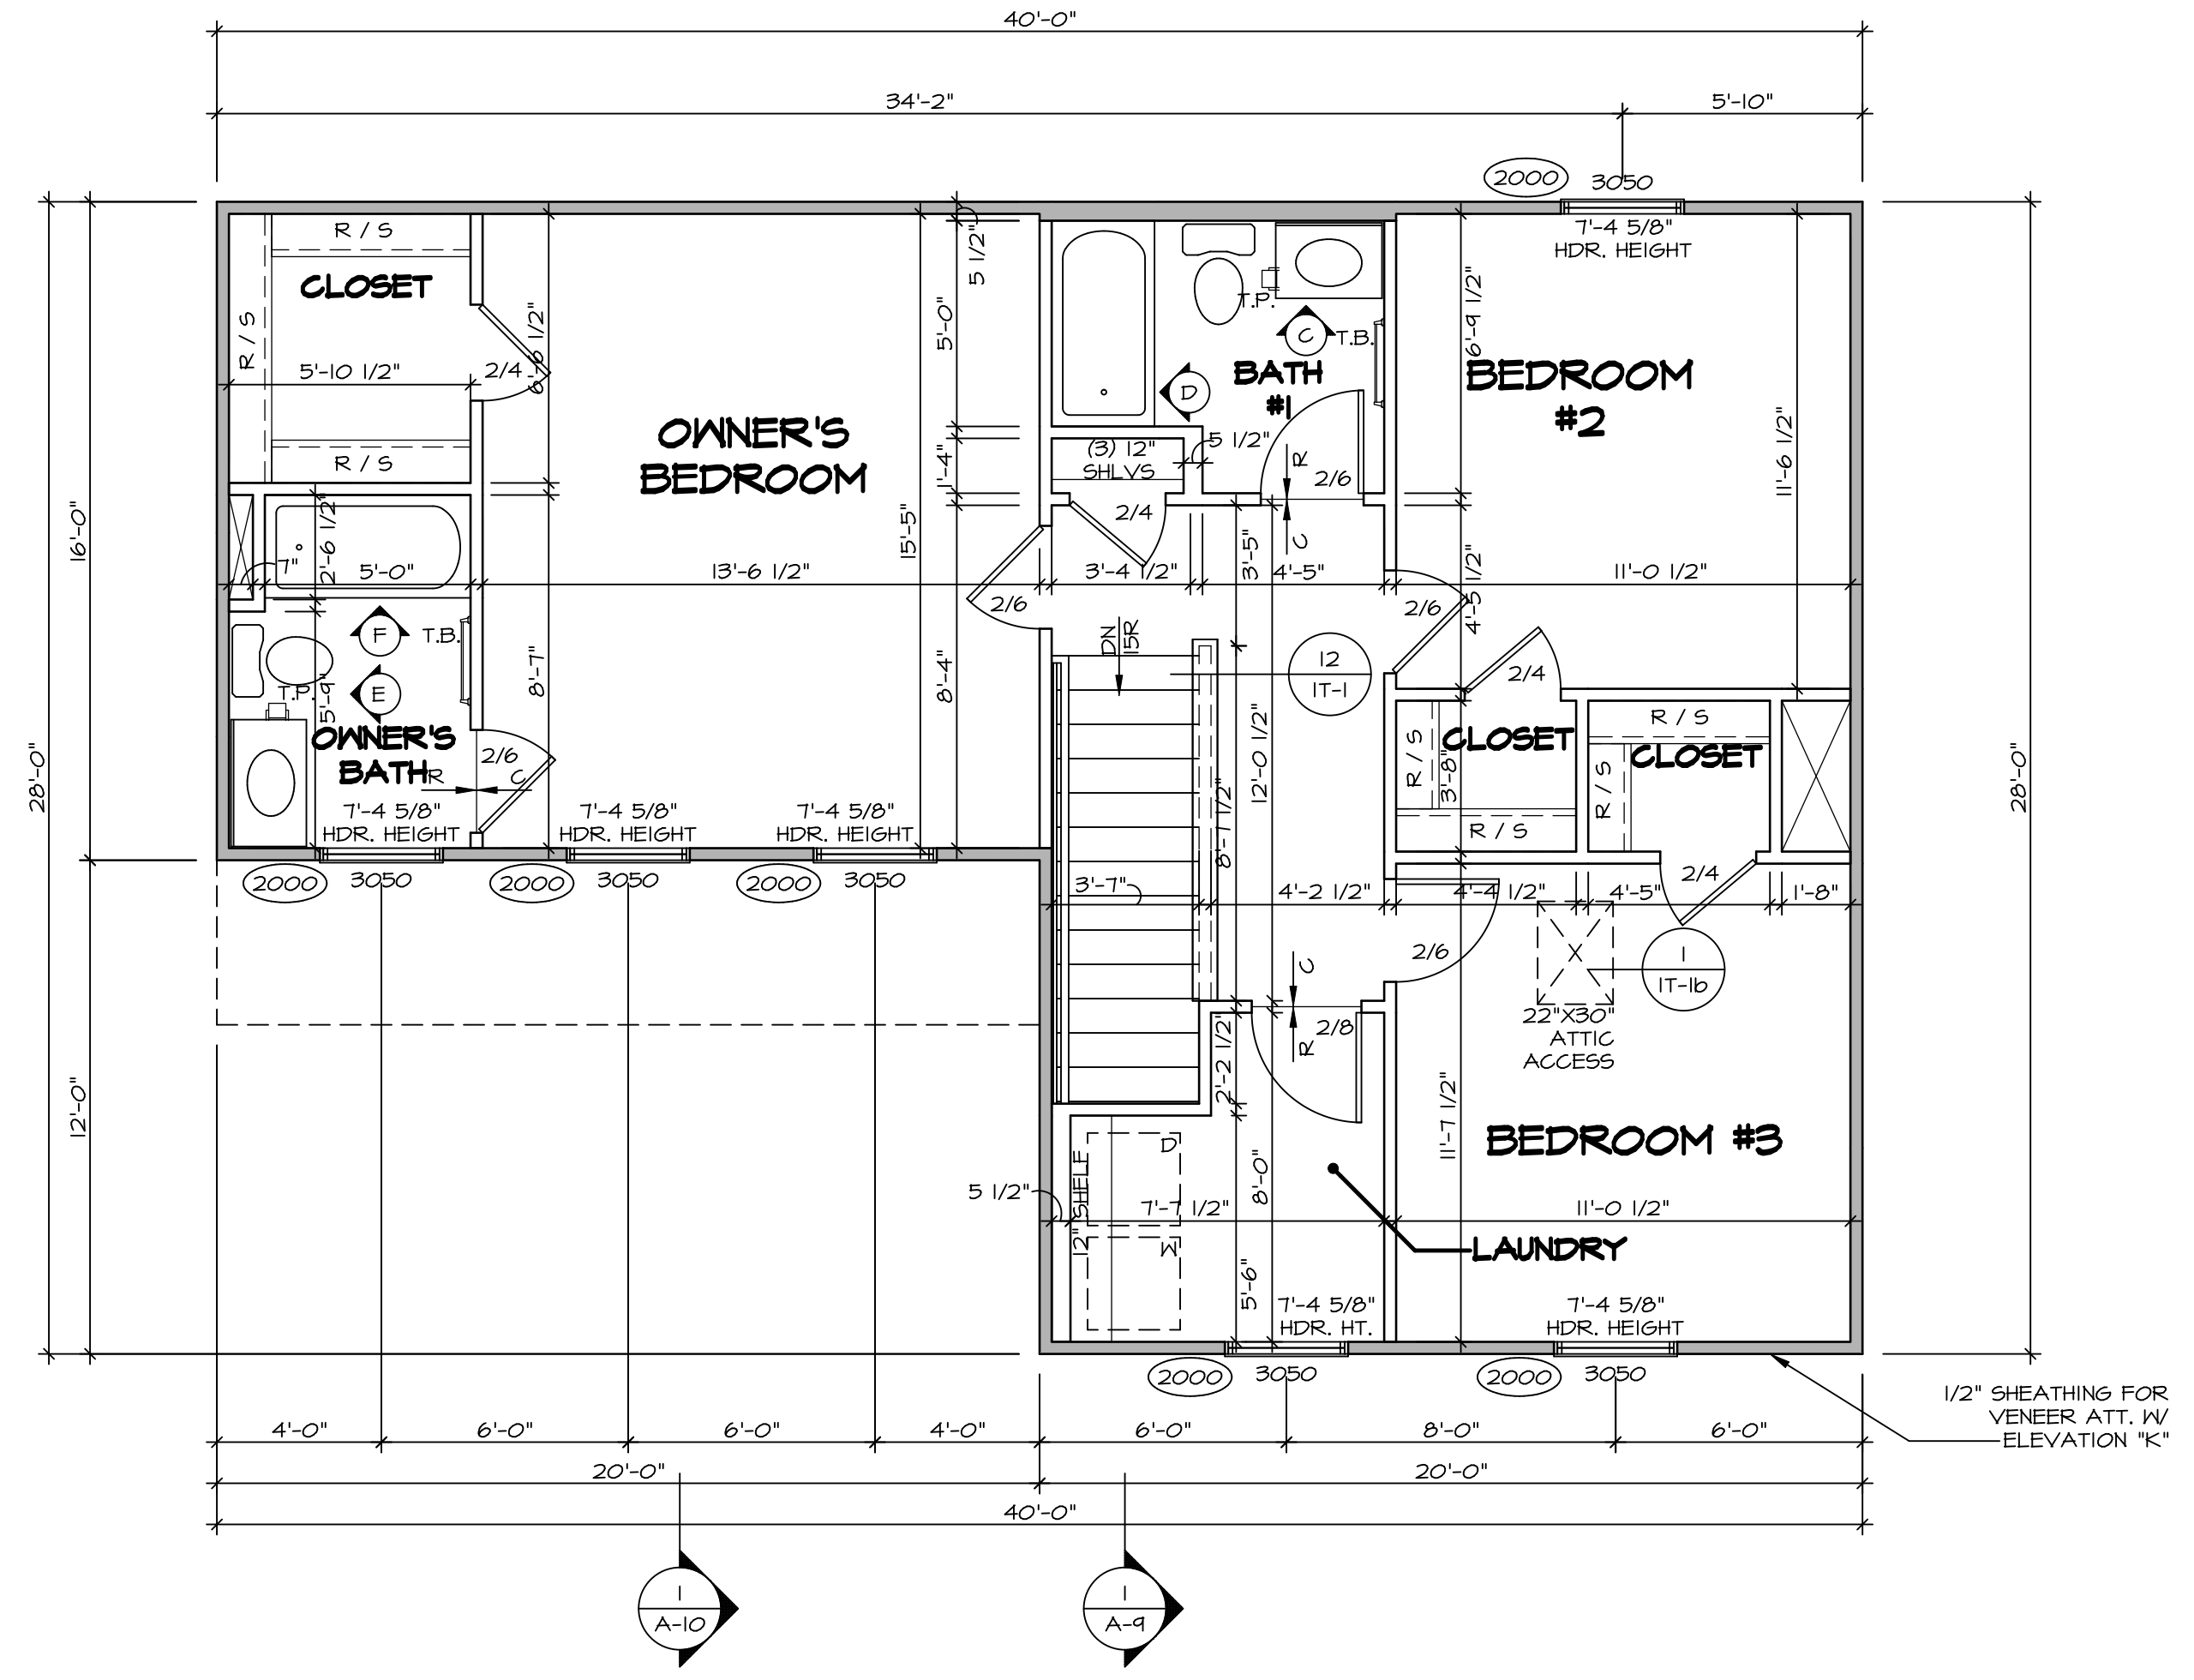 40'-0"
34'-2"
5'-10"
2000
3050
7'-4 5/8"
HDR. HEIGHT
R / S
CLOSET
R / S
5'-10 1/2"
2/4
6'-6 1/2"
R / S
OWNER'S
BEDROOM
5 1/2"
5'-0"
1'-4"
15'-5"
8'-4"
T.P.
C
T.B.
D
BATH
#1
(3) 12"
SHLVS
5 1/2"
R
2/6
C
2/4
6'-9 1/2"
BEDROOM
#2
11'-6 1/2"
4'-5 1/2"
28'-0"
16'-0"
12'-0"
7"
2'-6 1/2"
5'-0"
13'-6 1/2"
3'-4 1/2"
3'-5"
4'-5"
11'-0 1/2"
2/6
2/6
F
T.B.
E
T.P.
5'-9"
8'-7"
OWNER'S
BATH
R
C
2/6
DN
15R
12
IT-1
2/4
R / S
CLOSET
R / S
3'-8"
R / S
R / S
CLOSET
28'-0"
7'-4 5/8"
HDR. HEIGHT
7'-4 5/8"
HDR. HEIGHT
7'-4 5/8"
HDR. HEIGHT
2000
3050
2000
3050
2000
3050
12'-0 1/2"
8'-7 1/2"
3'-7"
4'-2 1/2"
4'-4 1/2"
4'-5"
2/4
1'-8"
2/6
X
1
IT-1b
22"X30"
ATTIC
ACCESS
C
R
2/8
2'-2 1/2"
11'-7 1/2"
BEDROOM #3
D
12" SHELF
W
5 1/2"
7'-7 1/2"
8'-0"
5'-6"
11'-0 1/2"
LAUNDRY
7'-4 5/8"
HDR. HT.
7'-4 5/8"
HDR. HEIGHT
2000
3050
2000
3050
1/2" SHEATHING FOR
VENEER ATT. W/
ELEVATION "K"
4'-0"
6'-0"
6'-0"
4'-0"
6'-0"
8'-0"
6'-0"
20'-0"
20'-0"
40'-0"
1
A-10
1
A-9